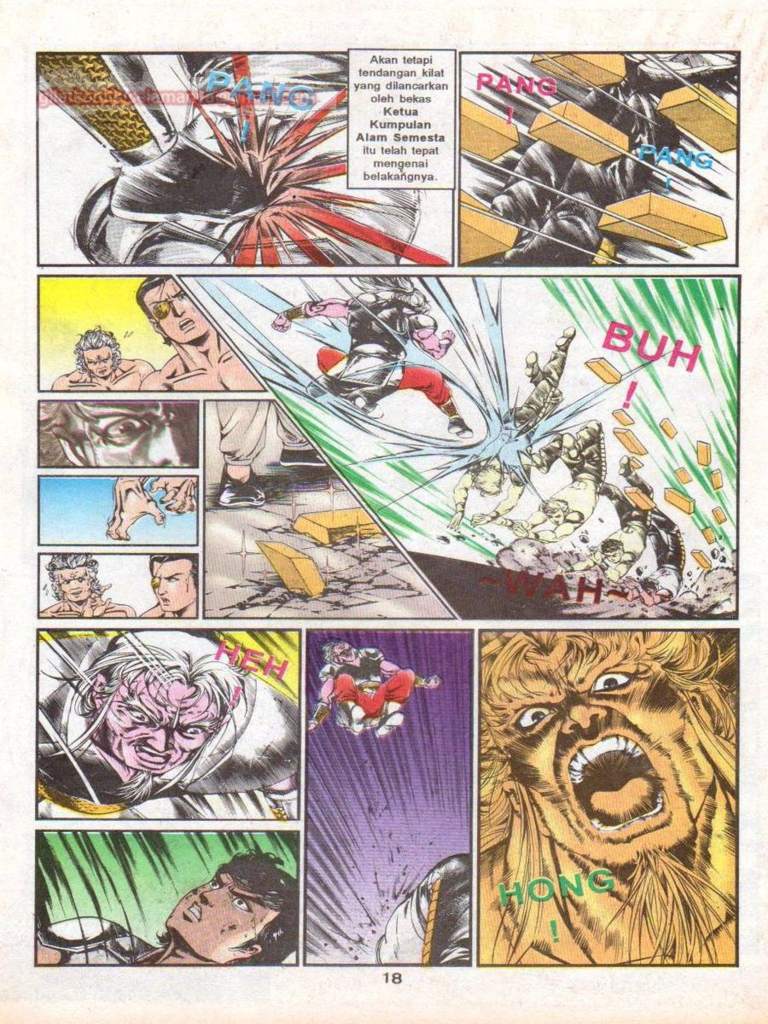 PANG
!
Akan tetapi
tendangan kilat
yang dilancarkan
oleh bekas
Ketua
Kumpulan
Alam Semesta
itu telah tepat
mengenai
belakangnya.
PANG
!
PANG
!
BUH
!
~WAH~
HEH
!
HONG
!
18